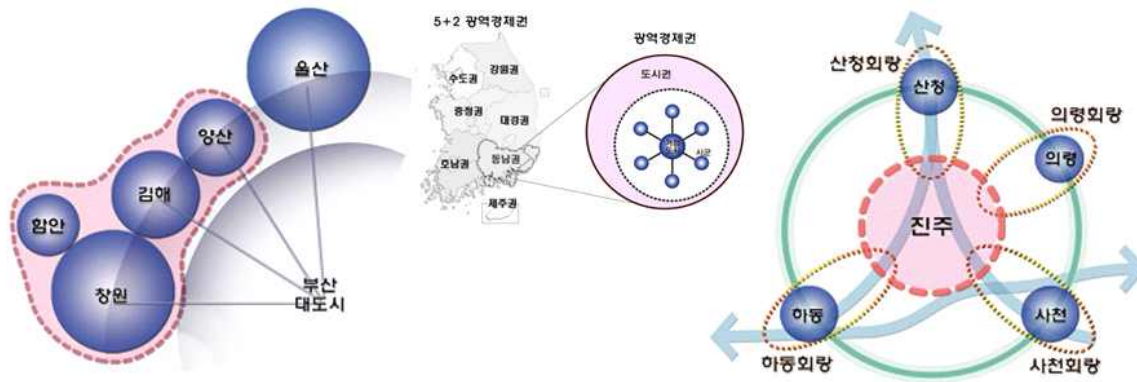 울산
양산
김해
함안
창원
부산
대도시
5+2 광역경제권
수도권
강원권
충청권
대경권
호남권
동남권
제주권
광역경제권
도시권
시군
산청회랑
산청
의령회랑
의령
진주
하동
사천
하동회랑
사천회랑